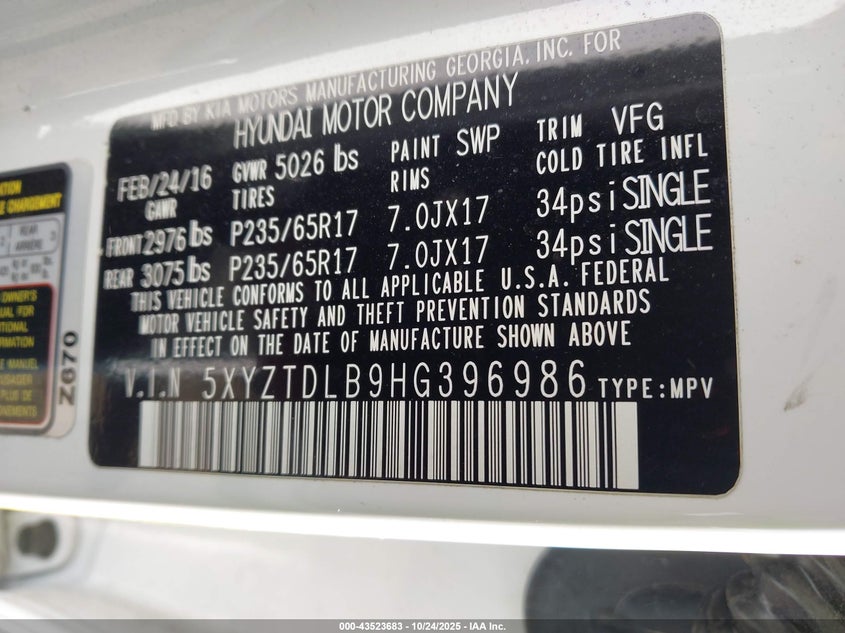 MFD BY KIA MOTORS MANUFACTURING GEORGIA, INC. FOR
HYUNDAI MOTOR COMPANY
FEB/24/16 GVWR 5026 lbs PAINT SWP TRIM VFG
GAWR TIRES RIMS COLD TIRE INFL
FRONT 2976 lbs P235/65R17 7.0JX17 34psi SINGLE
REAR 3075 lbs P235/65R17 7.0JX17 34psi SINGLE
THIS VEHICLE CONFORMS TO ALL APPLICABLE U.S.A. FEDERAL
MOTOR VEHICLE SAFETY AND THEFT PREVENTION STANDARDS
IN EFFECT ON THE DATE OF MANUFACTURE SHOWN ABOVE
V.I.N 5XYZTDLB9HG396986 TYPE:MPV
CHARGEMENT
REAR
ARRIÈRE
OWNER'S
Z670
000-43523683 - 10/24/2025 - IAA Inc.